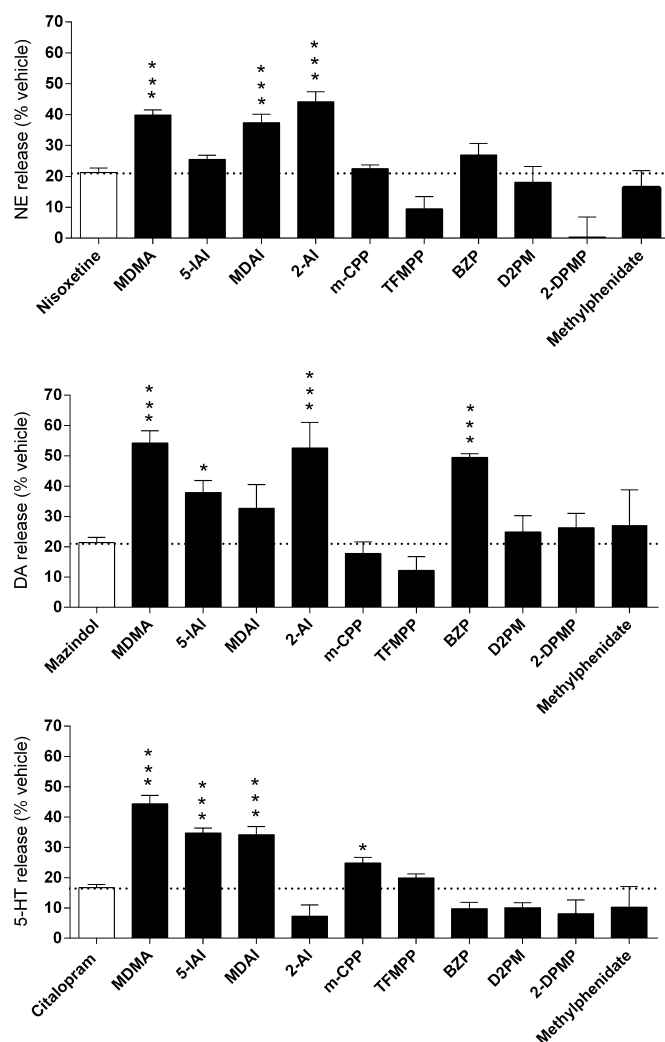 NE release (% vehicle)
70
60
50
40
30
20
10
0
***
***
***
Nisoxetine
MDMA
5-IAI
MDAI
2-AI
m-CPP
TFMPP
BZP
D2PM
2-DPMP
Methylphenidate
DA release (% vehicle)
70
60
50
40
30
20
10
0
***
*
***
***
Mazindol
MDMA
5-IAI
MDAI
2-AI
m-CPP
TFMPP
BZP
D2PM
2-DPMP
Methylphenidate
5-HT release (% vehicle)
70
60
50
40
30
20
10
0
***
***
***
*
Citalopram
MDMA
5-IAI
MDAI
2-AI
m-CPP
TFMPP
BZP
D2PM
2-DPMP
Methylphenidate